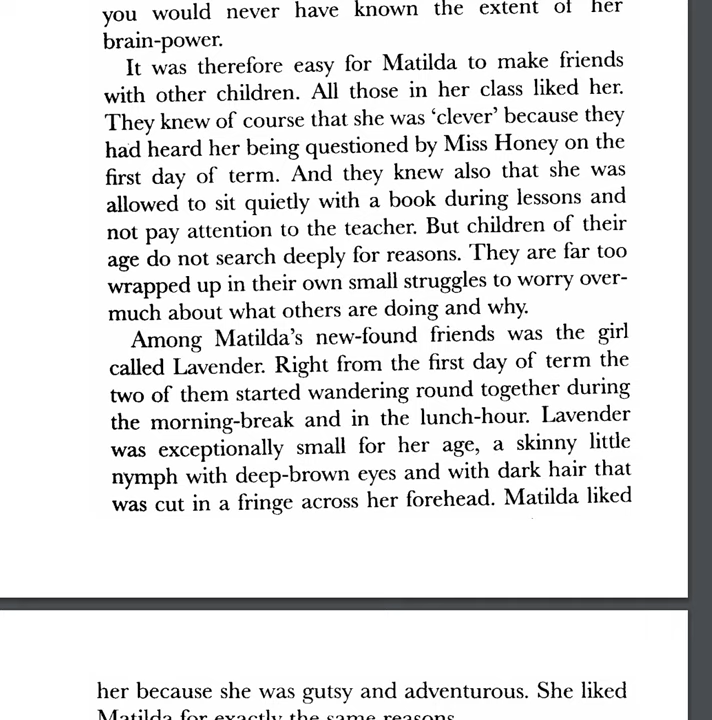 you would never have known the extent of her
brain-power.
It was therefore easy for Matilda to make friends
with other children. All those in her class liked her.
They knew of course that she was ‘clever’ because they
had heard her being questioned by Miss Honey on the
first day of term. And they knew also that she was
allowed to sit quietly with a book during lessons and
not pay attention to the teacher. But children of their
age do not search deeply for reasons. They are far too
wrapped up in their own small struggles to worry over-
much about what others are doing and why.
Among Matilda’s new-found friends was the girl
called Lavender. Right from the first day of term the
two of them started wandering round together during
the morning-break and in the lunch-hour. Lavender
was exceptionally small for her age, a skinny little
nymph with deep-brown eyes and with dark hair that
was cut in a fringe across her forehead. Matilda liked
her because she was gutsy and adventurous. She liked
Matilda for exactly the same reasons.